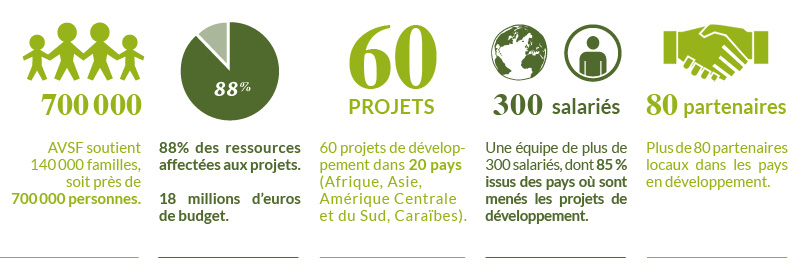 700 000
AVSF soutient
140 000 familles,
soit près de
700 000 personnes.
88%
88% des ressources
affectées aux projets.
18 millions d'euros
de budget.
60
PROJETS
60 projets de dévelop-
pement dans 20 pays
(Afrique, Asie,
Amérique Centrale
et du Sud, Caraïbes).
300 salariés
Une équipe de plus de
300 salariés, dont 85 %
issus des pays où sont
menés les projets de
développement.
80 partenaires
Plus de 80 partenaires
locaux dans les pays
en développement.